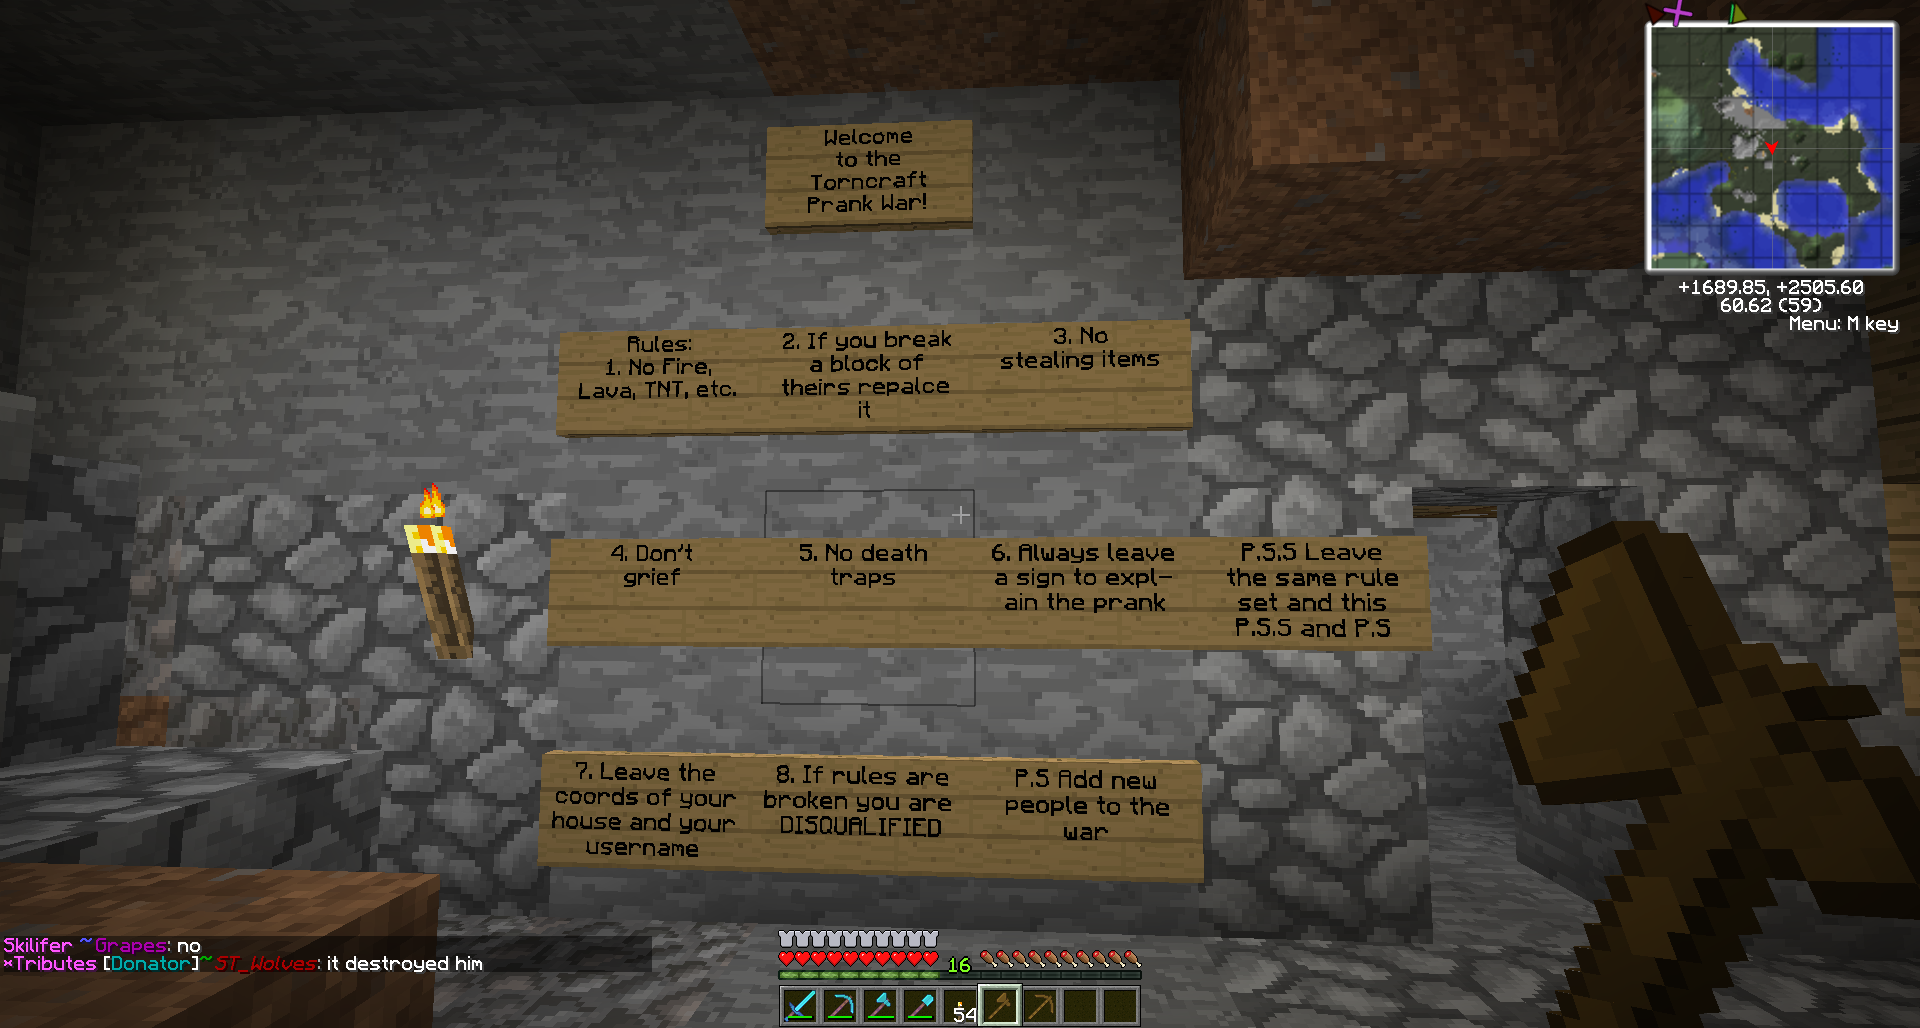 Welcome
to the
Torncraft
Prank War!
Rules:
1. No Fire,
Lava, TNT, etc.
2. If you break
a block of
theirs repalce
it
3. No
stealing items
4. Don't
grief
5. No death
traps
6. Always leave
a sign to expl-
ain the prank
P.S.S Leave
the same rule
set and this
P.S.S and P.S
7. Leave the
coords of your
house and your
username
8. If rules are
broken you are
DISQUALIFIED
P.S Add new
people to the
war
+1689.85, +2505.60
60.62 (59)
Menu: M key
Skilifer ~Grapes: no
*Tributes [Donator]~ST_Wolves: it destroyed him
16
54